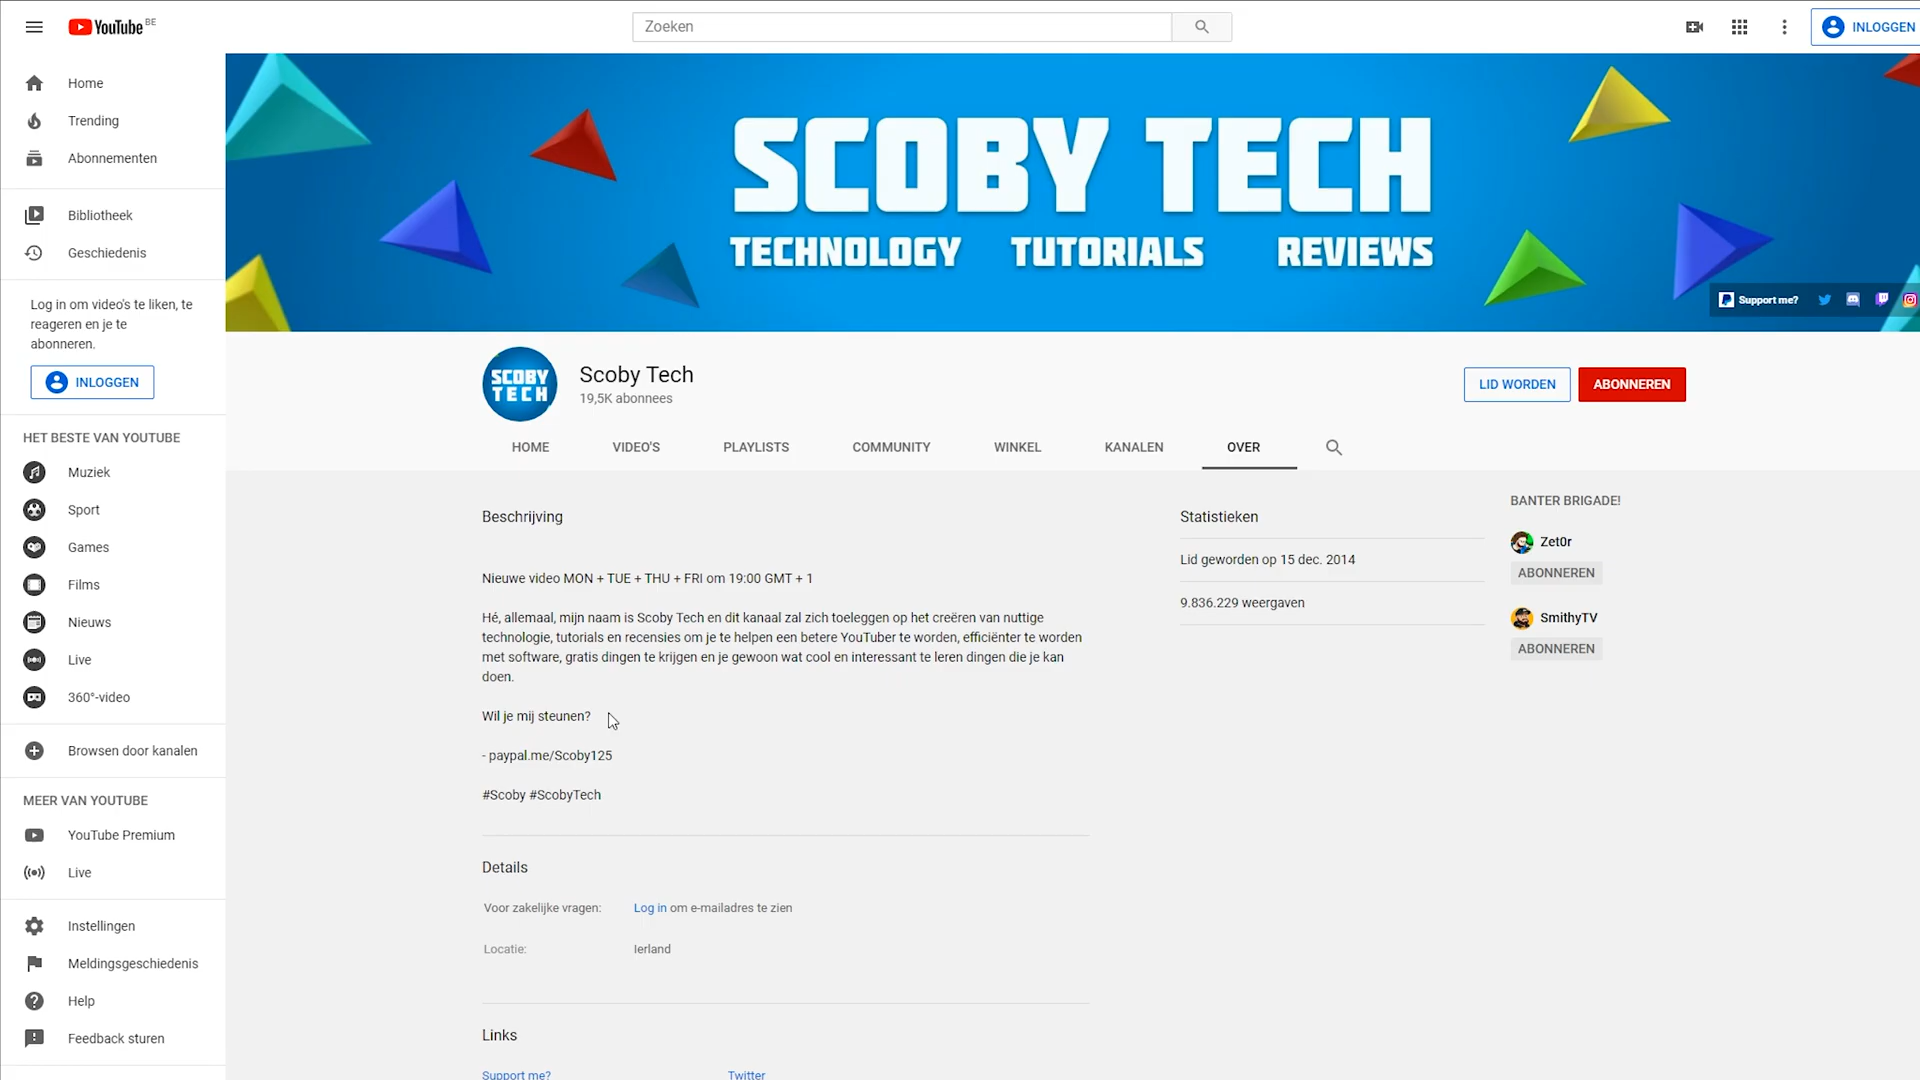 YouTube BE
Zoeken
INLOGGEN
Home
Trending
Abonnementen
Bibliotheek
Geschiedenis
Log in om video's te liken, te
reageren en je te
abonneren.
INLOGGEN
HET BESTE VAN YOUTUBE
Muziek
Sport
Games
Films
Nieuws
Live
360°-video
Browsen door kanalen
MEER VAN YOUTUBE
YouTube Premium
Live
Instellingen
Meldingsgeschiedenis
Help
Feedback sturen
SCOBY TECH
TECHNOLOGY TUTORIALS REVIEWS
Support me?
SCOBY
TECH
Scoby Tech
19,5K abonnees
LID WORDEN
ABONNEREN
HOME VIDEO'S PLAYLISTS COMMUNITY WINKEL KANALEN OVER
Beschrijving
Nieuwe video MON + TUE + THU + FRI om 19:00 GMT + 1
Hé, allemaal, mijn naam is Scoby Tech en dit kanaal zal zich toeleggen op het creëren van nuttige
technologie, tutorials en recensies om je te helpen een betere YouTuber te worden, efficiënter te worden
met software, gratis dingen te krijgen en je gewoon wat cool en interessant te leren dingen die je kan
doen.
Wil je mij steunen?
- paypal.me/Scoby125
#Scoby #ScobyTech
Details
Voor zakelijke vragen: Log in om e-mailadres te zien
Locatie: Ierland
Links
Support me? Twitter
Statistieken
Lid geworden op 15 dec. 2014
9.836.229 weergaven
BANTER BRIGADE!
Zet0r
ABONNEREN
SmithyTV
ABONNEREN